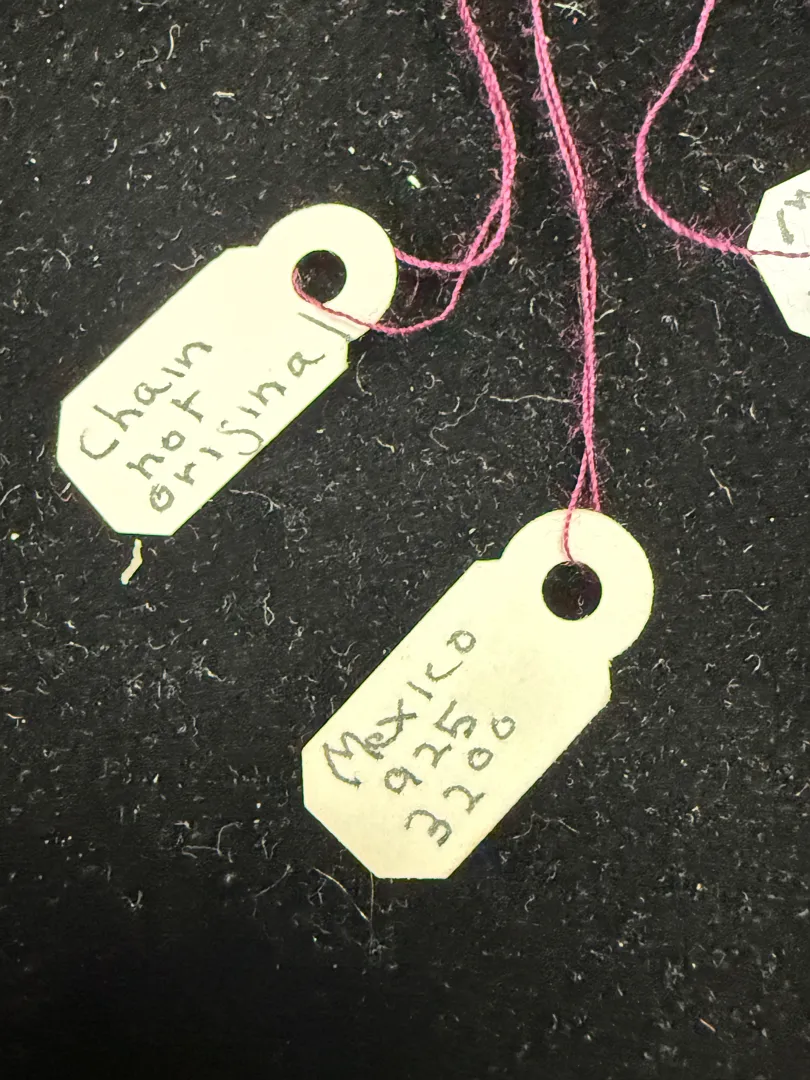 Chain
not
original
Mexico
925
3200